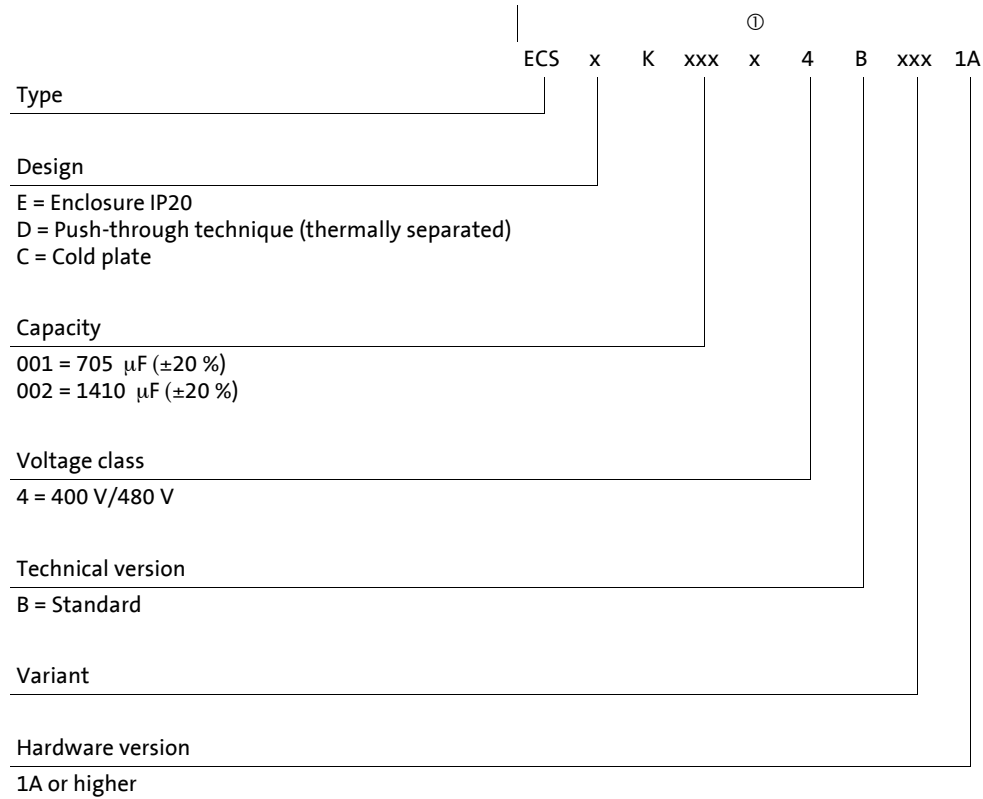 ①
ECS x K xxx x 4 B xxx 1A
Type
Design
E = Enclosure IP20
D = Push-through technique (thermally separated)
C = Cold plate
Capacity
001 = 705 µF (±20 %)
002 = 1410 µF (±20 %)
Voltage class
4 = 400 V/480 V
Technical version
B = Standard
Variant
Hardware version
1A or higher